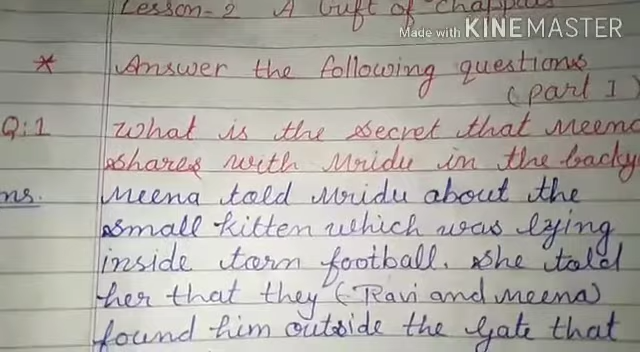 Lesson-2 A Gift of Chappals
Made with KINEMASTER
* Answer the following questions
(part I)
Q:1 What is the secret that Meena
shares with Mridu in the backy
ns. Meena told Mridu about the
small kitten which was lying
inside torn football. She told
her that they (Ravi and Meena)
found him outside the gate that